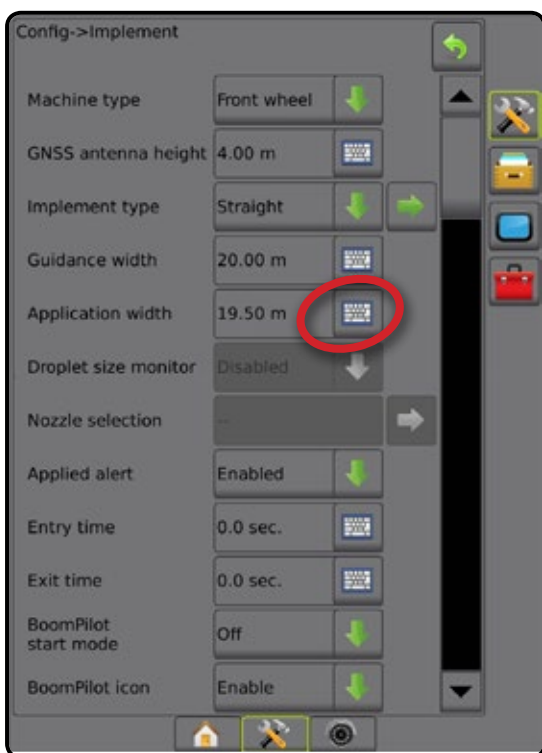 Config->Implement
Machine type Front wheel
GNSS antenna height 4.00 m
Implement type Straight
Guidance width 20.00 m
Application width 19.50 m
Droplet size monitor Disabled
Nozzle selection --
Applied alert Enabled
Entry time 0.0 sec.
Exit time 0.0 sec.
BoomPilot
start mode Off
BoomPilot icon Enable